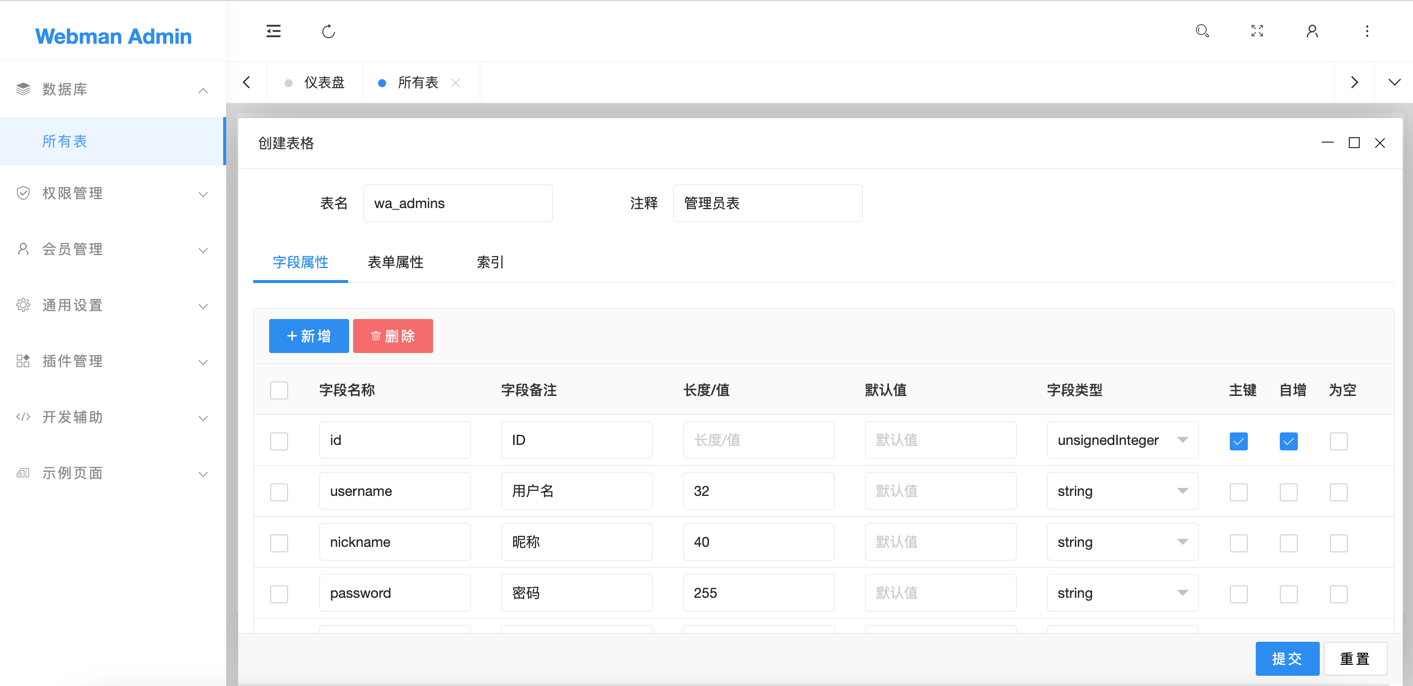 Webman Admin
仪表盘
所有表
数据库
所有表
权限管理
会员管理
通用设置
插件管理
开发辅助
示例页面
创建表格
表名 wa_admins 注释 管理员表
字段属性 表单属性 索引
新增 删除
字段名称 字段备注 长度/值 默认值 字段类型 主键 自增 为空
id ID 长度/值 默认值 unsignedInteger
username 用户名 32 默认值 string
nickname 昵称 40 默认值 string
password 密码 255 默认值 string
提交 重置